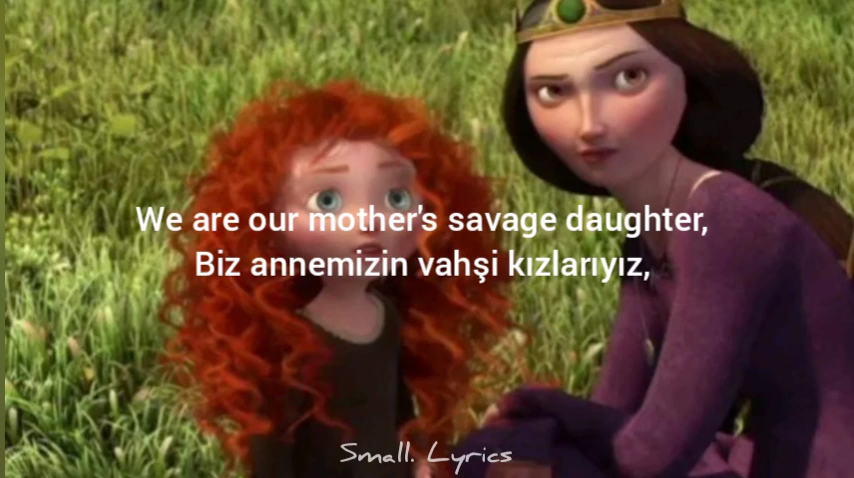 We are our mother's savage daughter,
Biz annemizin vahşi kızlarıyız,
Small. Lyrics